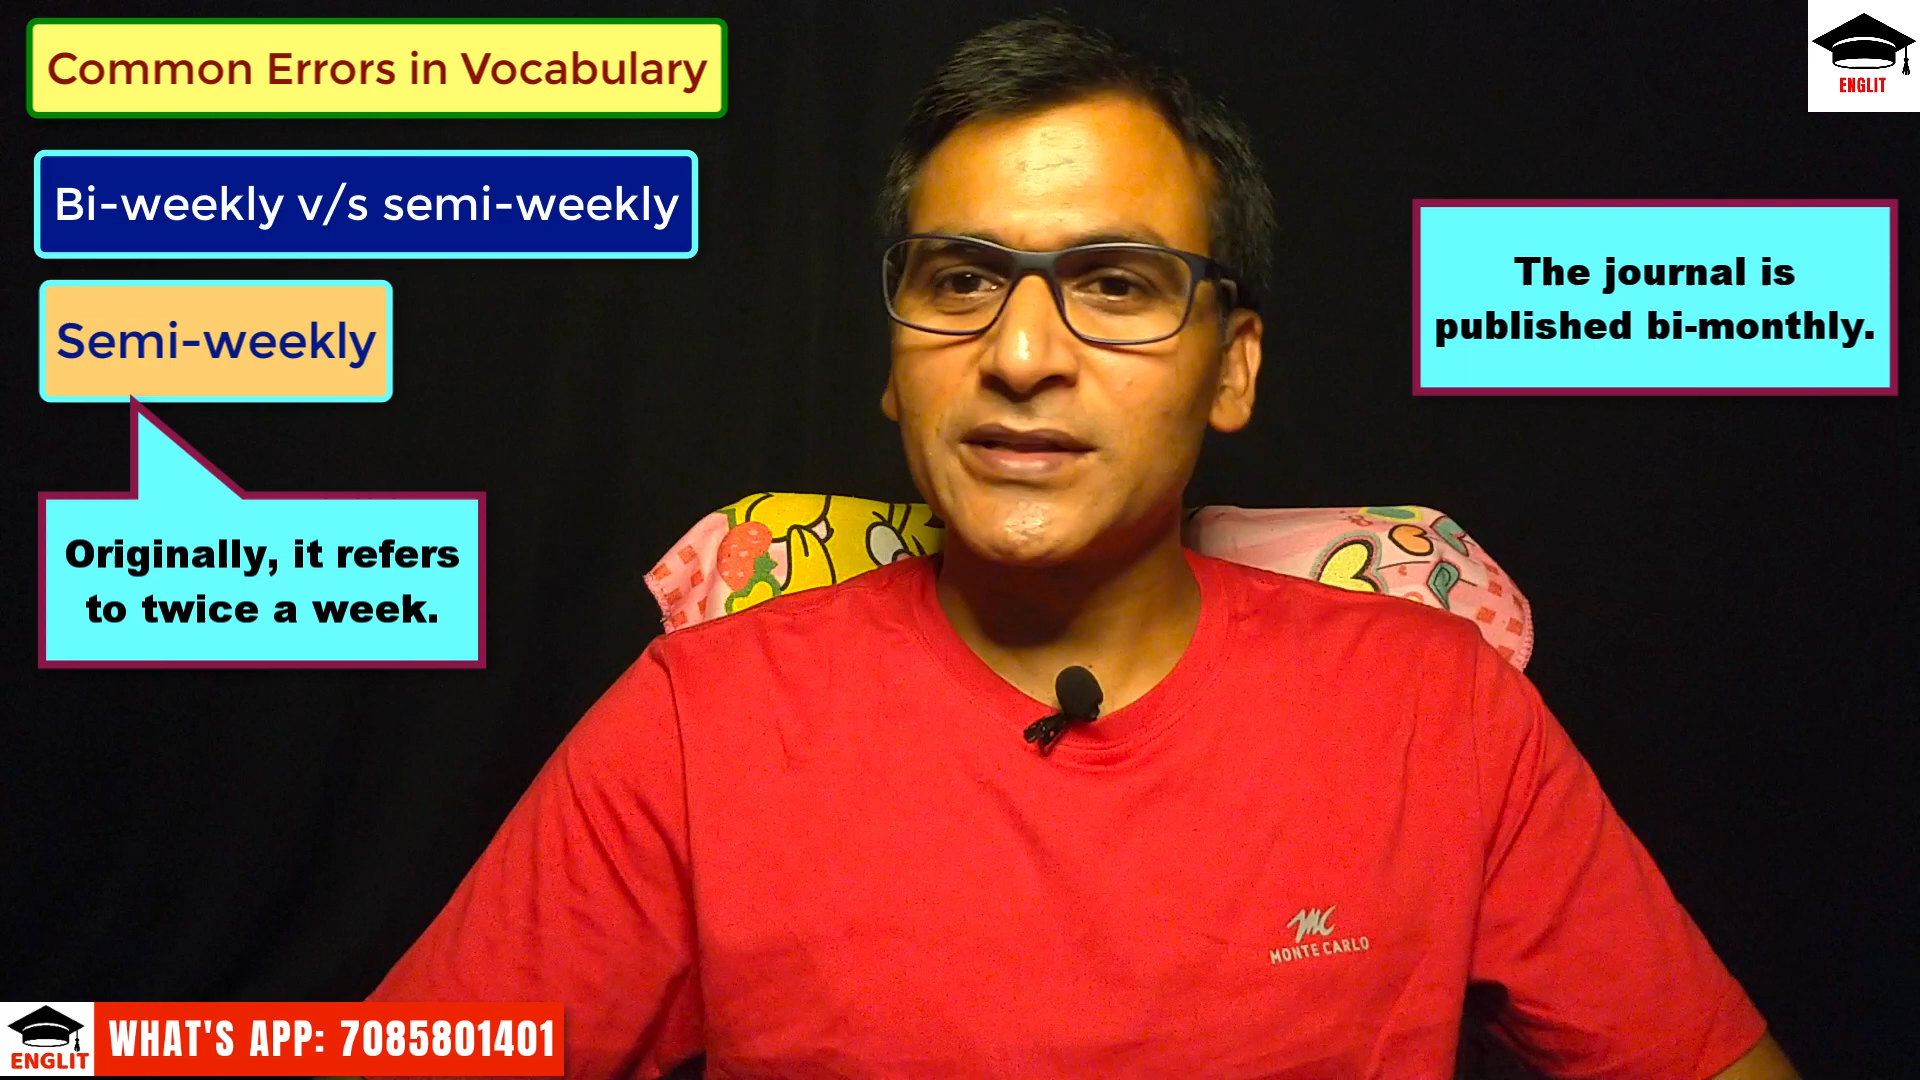 Common Errors in Vocabulary
ENGLIT
Bi-weekly v/s semi-weekly
Semi-weekly
The journal is
published bi-monthly.
Originally, it refers
to twice a week.
MC
MONTE CARLO
ENGLIT
WHAT'S APP: 7085801401